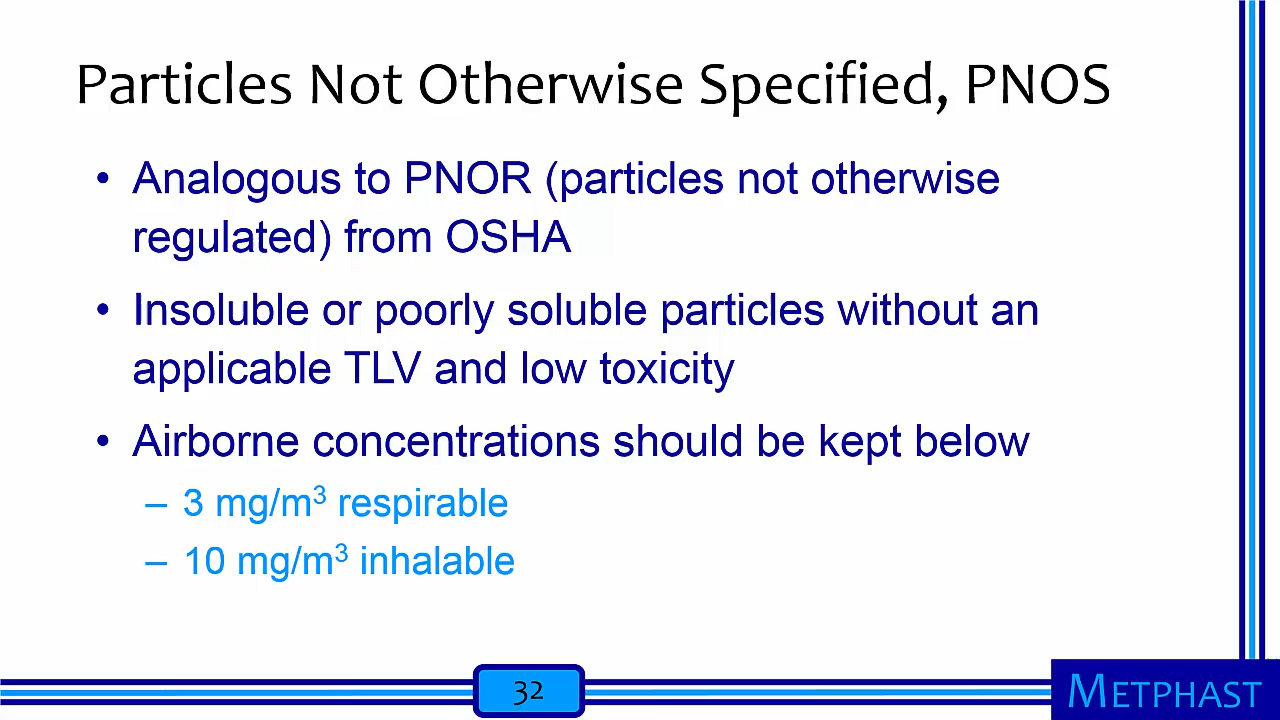 Particles Not Otherwise Specified, PNOS
• Analogous to PNOR (particles not otherwise
regulated) from OSHA
• Insoluble or poorly soluble particles without an
applicable TLV and low toxicity
• Airborne concentrations should be kept below
– 3 mg/m³ respirable
– 10 mg/m³ inhalable
32
METPHAST